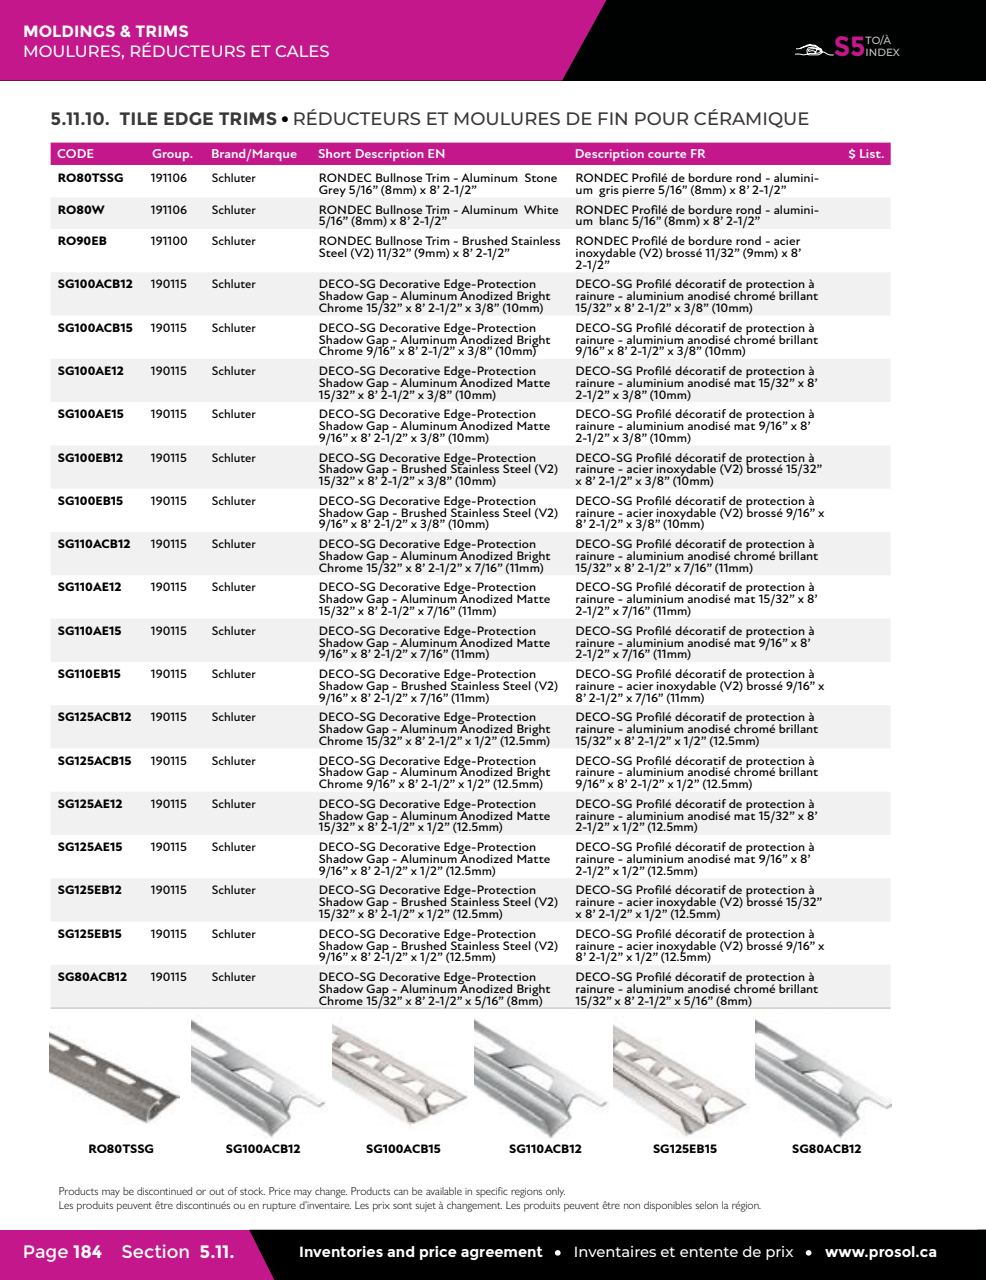 MOLDINGS & TRIMS
MOULURES, RÉDUCTEURS ET CALES
S5 TO/À INDEX
5.11.10. TILE EDGE TRIMS • RÉDUCTEURS ET MOULURES DE FIN POUR CÉRAMIQUE
CODE Group. Brand/Marque Short Description EN Description courte FR $ List.
RO80TSSG 191106 Schluter RONDEC Bullnose Trim - Aluminum Stone RONDEC Profilé de bordure rond - alumini-
Grey 5/16” (8mm) x 8’ 2-1/2” um gris pierre 5/16” (8mm) x 8’ 2-1/2”
RO80W 191106 Schluter RONDEC Bullnose Trim - Aluminum White RONDEC Profilé de bordure rond - alumini-
5/16” (8mm) x 8’ 2-1/2” um blanc 5/16” (8mm) x 8’ 2-1/2”
RO90EB 191100 Schluter RONDEC Bullnose Trim - Brushed Stainless RONDEC Profilé de bordure rond - acier
Steel (V2) 11/32” (9mm) x 8’ 2-1/2” inoxydable (V2) brossé 11/32” (9mm) x 8’
2-1/2”
SG100ACB12 190115 Schluter DECO-SG Decorative Edge-Protection DECO-SG Profilé décoratif de protection à
Shadow Gap - Aluminum Anodized Bright rainure - aluminium anodisé chromé brillant
Chrome 15/32” x 8’ 2-1/2” x 3/8” (10mm) 15/32” x 8’ 2-1/2” x 3/8” (10mm)
SG100ACB15 190115 Schluter DECO-SG Decorative Edge-Protection DECO-SG Profilé décoratif de protection à
Shadow Gap - Aluminum Anodized Bright rainure - aluminium anodisé chromé brillant
Chrome 9/16” x 8’ 2-1/2” x 3/8” (10mm) 9/16” x 8’ 2-1/2” x 3/8” (10mm)
SG100AE12 190115 Schluter DECO-SG Decorative Edge-Protection DECO-SG Profilé décoratif de protection à
Shadow Gap - Aluminum Anodized Matte rainure - aluminium anodisé mat 15/32” x 8’
15/32” x 8’ 2-1/2” x 3/8” (10mm) 2-1/2” x 3/8” (10mm)
SG100AE15 190115 Schluter DECO-SG Decorative Edge-Protection DECO-SG Profilé décoratif de protection à
Shadow Gap - Aluminum Anodized Matte rainure - aluminium anodisé mat 9/16” x 8’
9/16” x 8’ 2-1/2” x 3/8” (10mm) 2-1/2” x 3/8” (10mm)
SG100EB12 190115 Schluter DECO-SG Decorative Edge-Protection DECO-SG Profilé décoratif de protection à
Shadow Gap - Brushed Stainless Steel (V2) rainure - acier inoxydable (V2) brossé 15/32”
15/32” x 8’ 2-1/2” x 3/8” (10mm) x 8’ 2-1/2” x 3/8” (10mm)
SG100EB15 190115 Schluter DECO-SG Decorative Edge-Protection DECO-SG Profilé décoratif de protection à
Shadow Gap - Brushed Stainless Steel (V2) rainure - acier inoxydable (V2) brossé 9/16” x
9/16” x 8’ 2-1/2” x 3/8” (10mm) 8’ 2-1/2” x 3/8” (10mm)
SG110ACB12 190115 Schluter DECO-SG Decorative Edge-Protection DECO-SG Profilé décoratif de protection à
Shadow Gap - Aluminum Anodized Bright rainure - aluminium anodisé chromé brillant
Chrome 15/32” x 8’ 2-1/2” x 7/16” (11mm) 15/32” x 8’ 2-1/2” x 7/16” (11mm)
SG110AE12 190115 Schluter DECO-SG Decorative Edge-Protection DECO-SG Profilé décoratif de protection à
Shadow Gap - Aluminum Anodized Matte rainure - aluminium anodisé mat 15/32” x 8’
15/32” x 8’ 2-1/2” x 7/16” (11mm) 2-1/2” x 7/16” (11mm)
SG110AE15 190115 Schluter DECO-SG Decorative Edge-Protection DECO-SG Profilé décoratif de protection à
Shadow Gap - Aluminum Anodized Matte rainure - aluminium anodisé mat 9/16” x 8’
9/16” x 8’ 2-1/2” x 7/16” (11mm) 2-1/2” x 7/16” (11mm)
SG110EB15 190115 Schluter DECO-SG Decorative Edge-Protection DECO-SG Profilé décoratif de protection à
Shadow Gap - Brushed Stainless Steel (V2) rainure - acier inoxydable (V2) brossé 9/16” x
9/16” x 8’ 2-1/2” x 7/16” (11mm) 8’ 2-1/2” x 7/16” (11mm)
SG125ACB12 190115 Schluter DECO-SG Decorative Edge-Protection DECO-SG Profilé décoratif de protection à
Shadow Gap - Aluminum Anodized Bright rainure - aluminium anodisé chromé brillant
Chrome 15/32” x 8’ 2-1/2” x 1/2” (12.5mm) 15/32” x 8’ 2-1/2” x 1/2” (12.5mm)
SG125ACB15 190115 Schluter DECO-SG Decorative Edge-Protection DECO-SG Profilé décoratif de protection à
Shadow Gap - Aluminum Anodized Bright rainure - aluminium anodisé chromé brillant
Chrome 9/16” x 8’ 2-1/2” x 1/2” (12.5mm) 9/16” x 8’ 2-1/2” x 1/2” (12.5mm)
SG125AE12 190115 Schluter DECO-SG Decorative Edge-Protection DECO-SG Profilé décoratif de protection à
Shadow Gap - Aluminum Anodized Matte rainure - aluminium anodisé mat 15/32” x 8’
15/32” x 8’ 2-1/2” x 1/2” (12.5mm) 2-1/2” x 1/2” (12.5mm)
SG125AE15 190115 Schluter DECO-SG Decorative Edge-Protection DECO-SG Profilé décoratif de protection à
Shadow Gap - Aluminum Anodized Matte rainure - aluminium anodisé mat 9/16” x 8’
9/16” x 8’ 2-1/2” x 1/2” (12.5mm) 2-1/2” x 1/2” (12.5mm)
SG125EB12 190115 Schluter DECO-SG Decorative Edge-Protection DECO-SG Profilé décoratif de protection à
Shadow Gap - Brushed Stainless Steel (V2) rainure - acier inoxydable (V2) brossé 15/32”
15/32” x 8’ 2-1/2” x 1/2” (12.5mm) x 8’ 2-1/2” x 1/2” (12.5mm)
SG125EB15 190115 Schluter DECO-SG Decorative Edge-Protection DECO-SG Profilé décoratif de protection à
Shadow Gap - Brushed Stainless Steel (V2) rainure - acier inoxydable (V2) brossé 9/16” x
9/16” x 8’ 2-1/2” x 1/2” (12.5mm) 8’ 2-1/2” x 1/2” (12.5mm)
SG80ACB12 190115 Schluter DECO-SG Decorative Edge-Protection DECO-SG Profilé décoratif de protection à
Shadow Gap - Aluminum Anodized Bright rainure - aluminium anodisé chromé brillant
Chrome 15/32” x 8’ 2-1/2” x 5/16” (8mm) 15/32” x 8’ 2-1/2” x 5/16” (8mm)
RO80TSSG SG100ACB12 SG100ACB15 SG110ACB12 SG125EB15 SG80ACB12
Products may be discontinued or out of stock. Price may change. Products can be available in specific regions only.
Les produits peuvent être discontinués ou en rupture d’inventaire. Les prix sont sujet à changement. Les produits peuvent être non disponibles selon la région.
Page 184 Section 5.11. Inventories and price agreement • Inventaires et entente de prix • www.prosol.ca